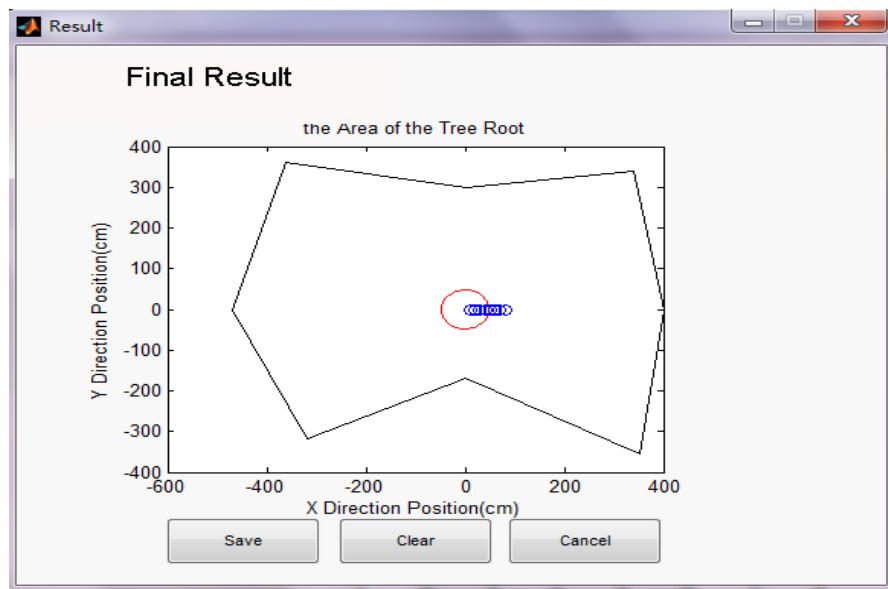 Result
Final Result
the Area of the Tree Root
400
300
200
100
0
-100
-200
-300
-400
Y Direction Position(cm)
-600 -400 -200 0 200 400
X Direction Position(cm)
Save Clear Cancel